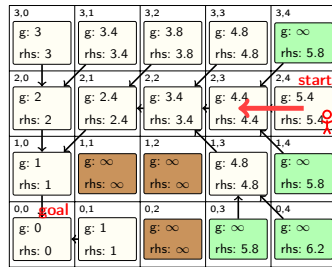 3,0 3,1 3,2 3,3 3,4
g: 3 g: 3.4 g: 3.8 g: 4.8 g: ∞
rhs: 3 rhs: 3.4 rhs: 3.8 rhs: 4.8 rhs: 5.8
2,0 2,1 2,2 2,3 2,4
start
g: 2 g: 2.4 g: 3.4 g: 4.4 g: 5.4
rhs: 2 rhs: 2.4 rhs: 3.4 rhs: 4.4 rhs: 5.4
1,0 1,1 1,2 1,3 1,4
g: 1 g: ∞ g: ∞ g: 4.8 g: ∞
rhs: 1 rhs: ∞ rhs: ∞ rhs: 4.8 rhs: 5.8
0,0 goal 0,1 0,2 0,3 0,4
g: 0 g: 1 g: ∞ g: ∞ g: ∞
rhs: 0 rhs: 1 rhs: ∞ rhs: 5.8 rhs: 6.2